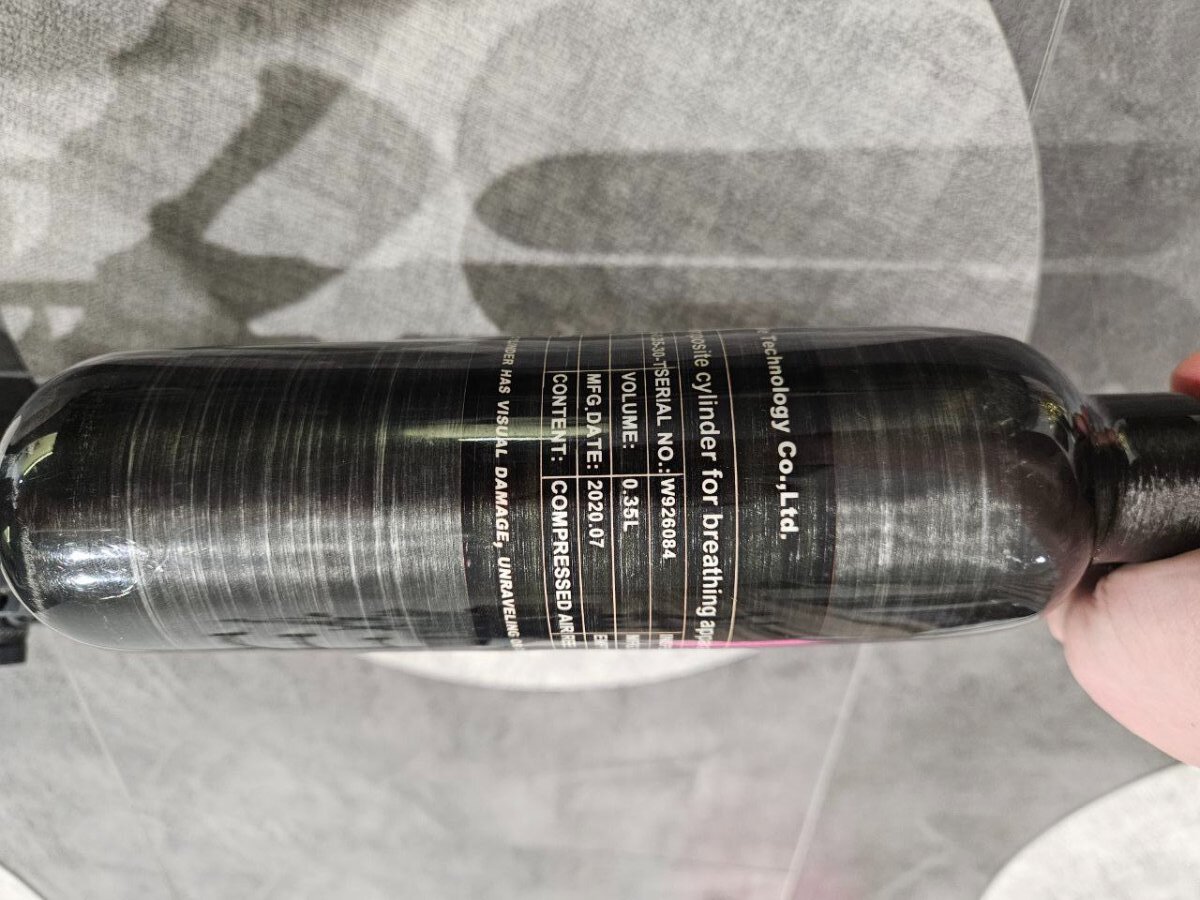 Technology Co.,Ltd.
cylinder for breathing
SERIAL NO.: W926084
VOLUME: 0.35L
MFG.DATE: 2020.07
CONTENT: COMPRESSED AIR
HAS VISUAL DAMAGE, UNRAVELING